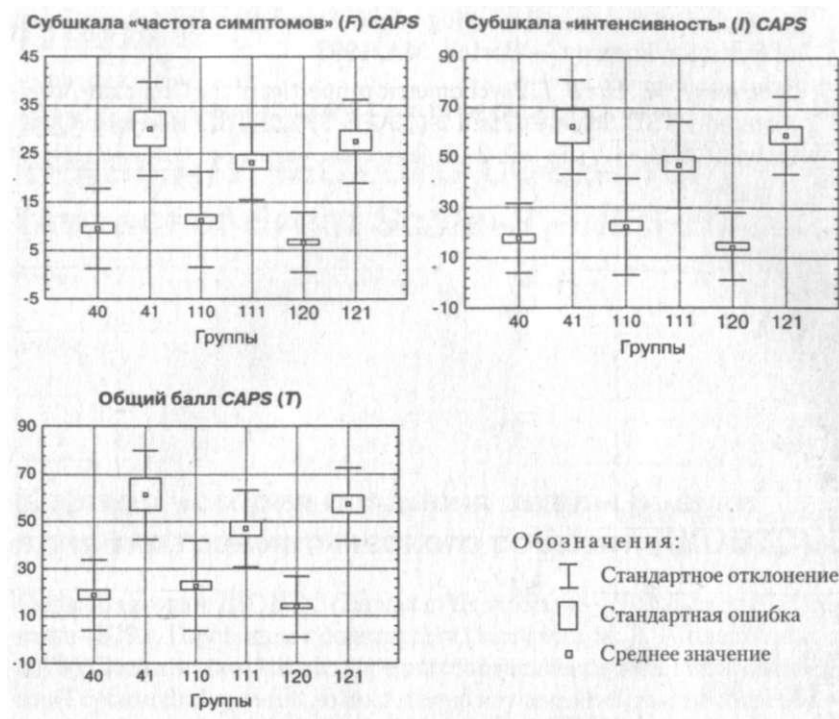 Субшкала «частота симптомов» (F) CAPS
45
35
25
15
5
-5
40 41 110 111 120 121
Группы
Субшкала «интенсивность» (I) CAPS
90
70
50
30
10
-10
40 41 110 111 120 121
Группы
Общий балл CAPS (T)
90
70
50
30
10
-10
40 41 110 111 120 121
Группы
Обозначения:
Стандартное отклонение
Стандартная ошибка
Среднее значение